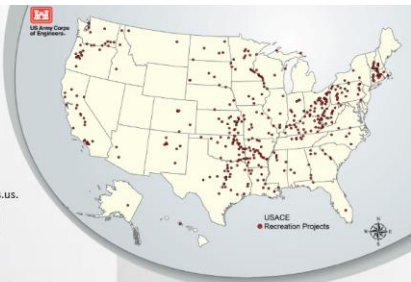 US Army Corps
of Engineers®
s.us.
USACE
Recreation Projects